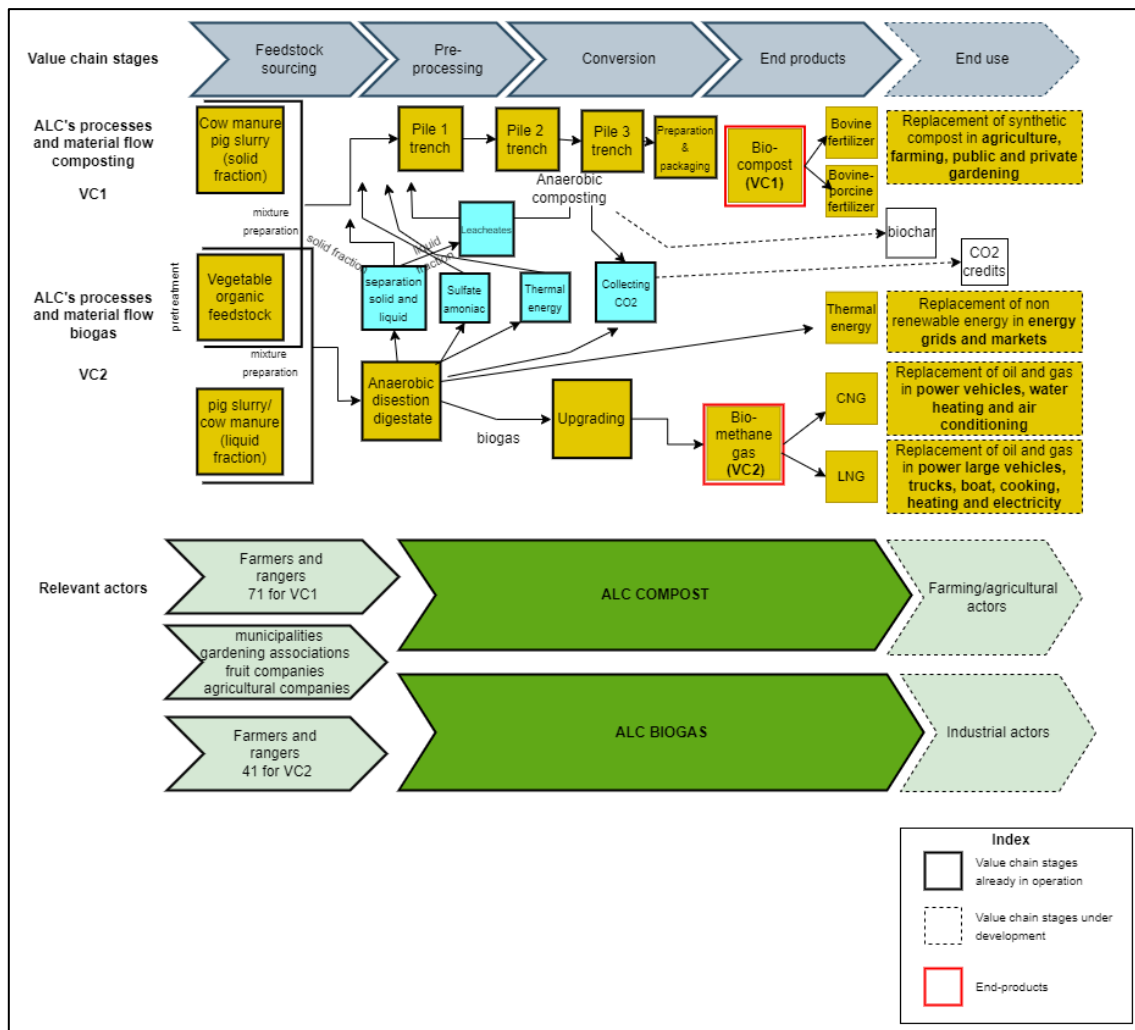 Value chain stages
Feedstock
sourcing
Pre-
processing
Conversion
End products
End use
ALC's processes
and material flow
composting
VC1
Cow manure
pig slurry
(solid
fraction)
Pile 1
trench
Pile 2
trench
Pile 3
trench
Preparation
&
packaging
Bio-
compost
(VC1)
Bovine
fertilizer
Bovine-
porcine
fertilizer
Replacement of synthetic
compost in agriculture,
farming, public and private
gardening
Anaerobic
composting
mixture
preparation
solid fraction
liquid
fraction
Leacheates
biochar
CO2
credits
pretreatment
Vegetable
organic
feedstock
ALC's processes
and material flow
biogas
VC2
separation
solid and
liquid
Sulfate
amoniac
Thermal
energy
Collecting
CO2
Thermal
energy
Replacement of non
renewable energy in energy
grids and markets
mixture
preparation
Anaerobic
disestion
digestate
pig slurry/
cow manure
(liquid
fraction)
biogas
Upgrading
Bio-
methane
gas
(VC2)
CNG
Replacement of oil and gas
in power vehicles, water
heating and air
conditioning
LNG
Replacement of oil and gas
in power large vehicles,
trucks, boat, cooking,
heating and electricity
Relevant actors
Farmers and
rangers
71 for VC1
ALC COMPOST
Farming/agricultural
actors
municipalities
gardening associations
fruit companies
agricultural companies
Farmers and
rangers
41 for VC2
ALC BIOGAS
Industrial actors
Index
Value chain stages
already in operation
Value chain stages under
development
End-products